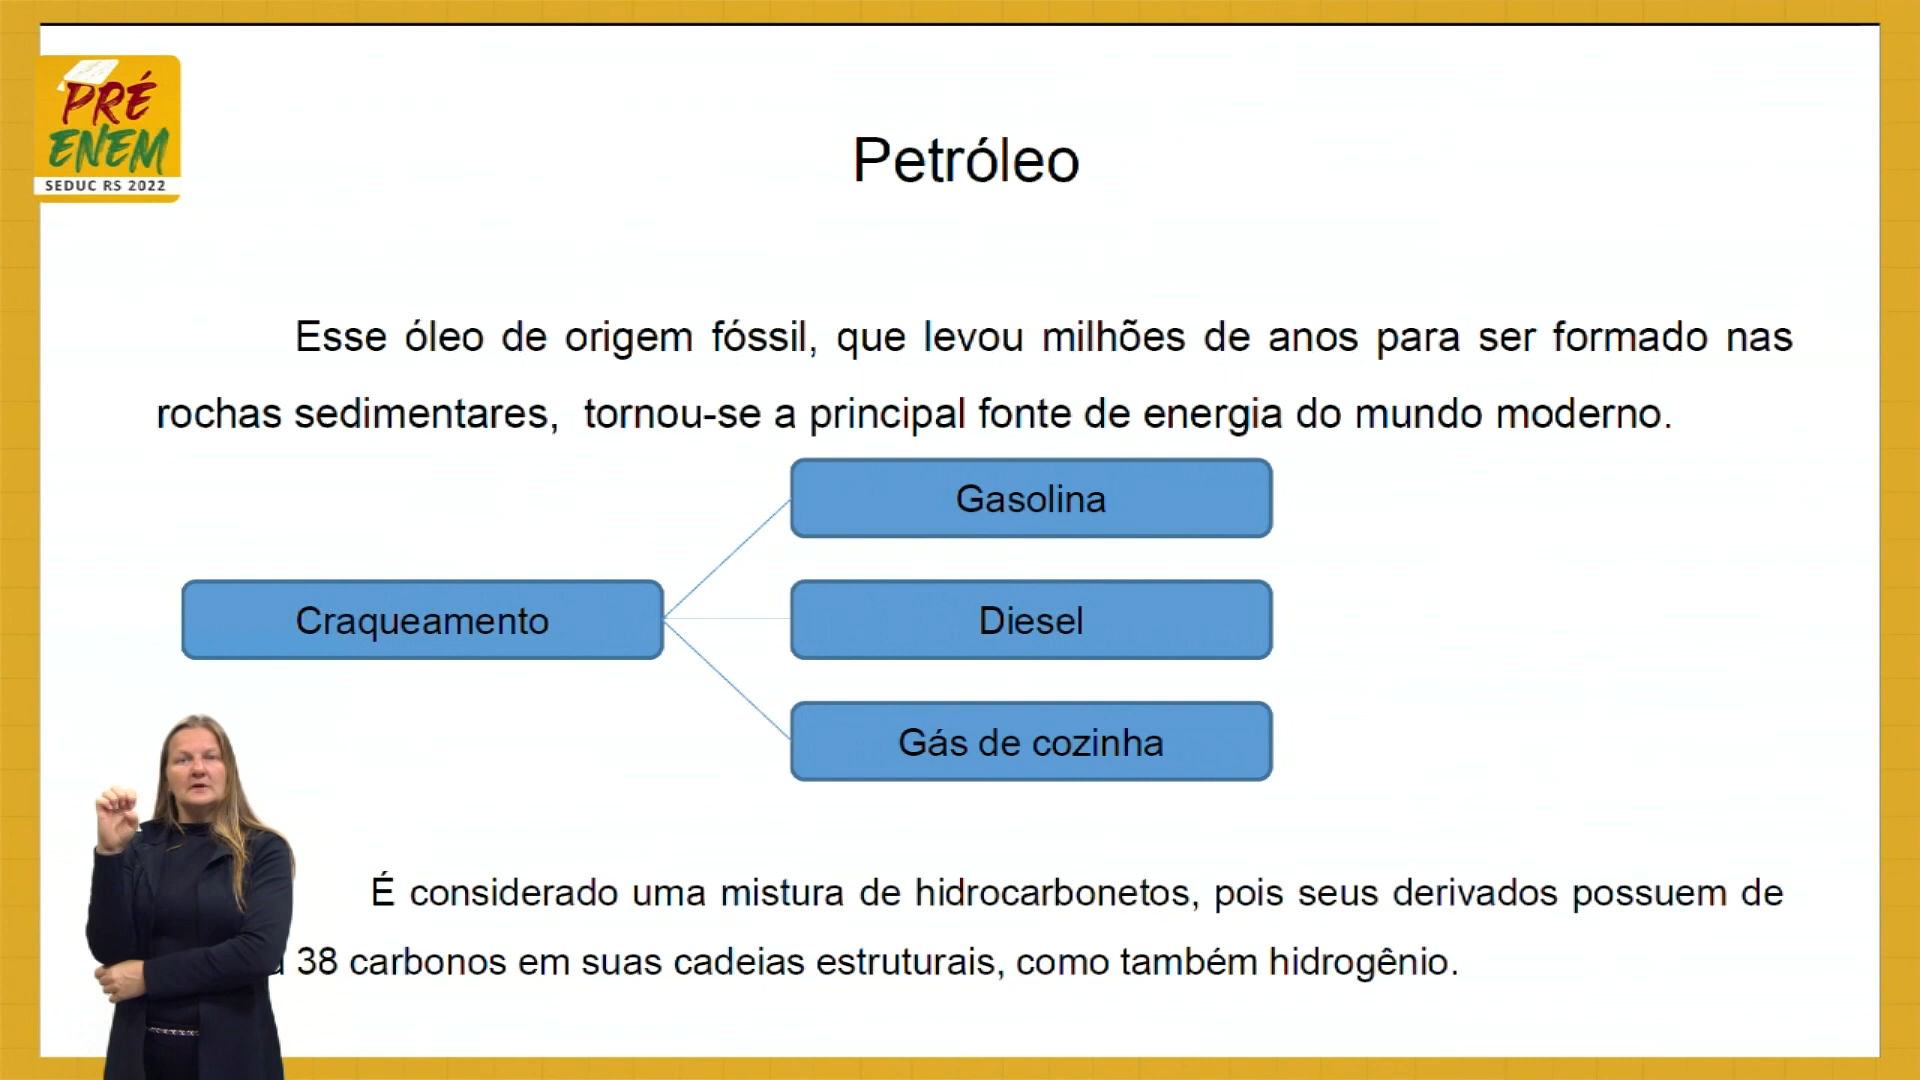 PRÉ
ENEM
SEDUC RS 2022
Petróleo
Esse óleo de origem fóssil, que levou milhões de anos para ser formado nas
rochas sedimentares, tornou-se a principal fonte de energia do mundo moderno.
Gasolina
Craqueamento
Diesel
Gás de cozinha
É considerado uma mistura de hidrocarbonetos, pois seus derivados possuem de
38 carbonos em suas cadeias estruturais, como também hidrogênio.